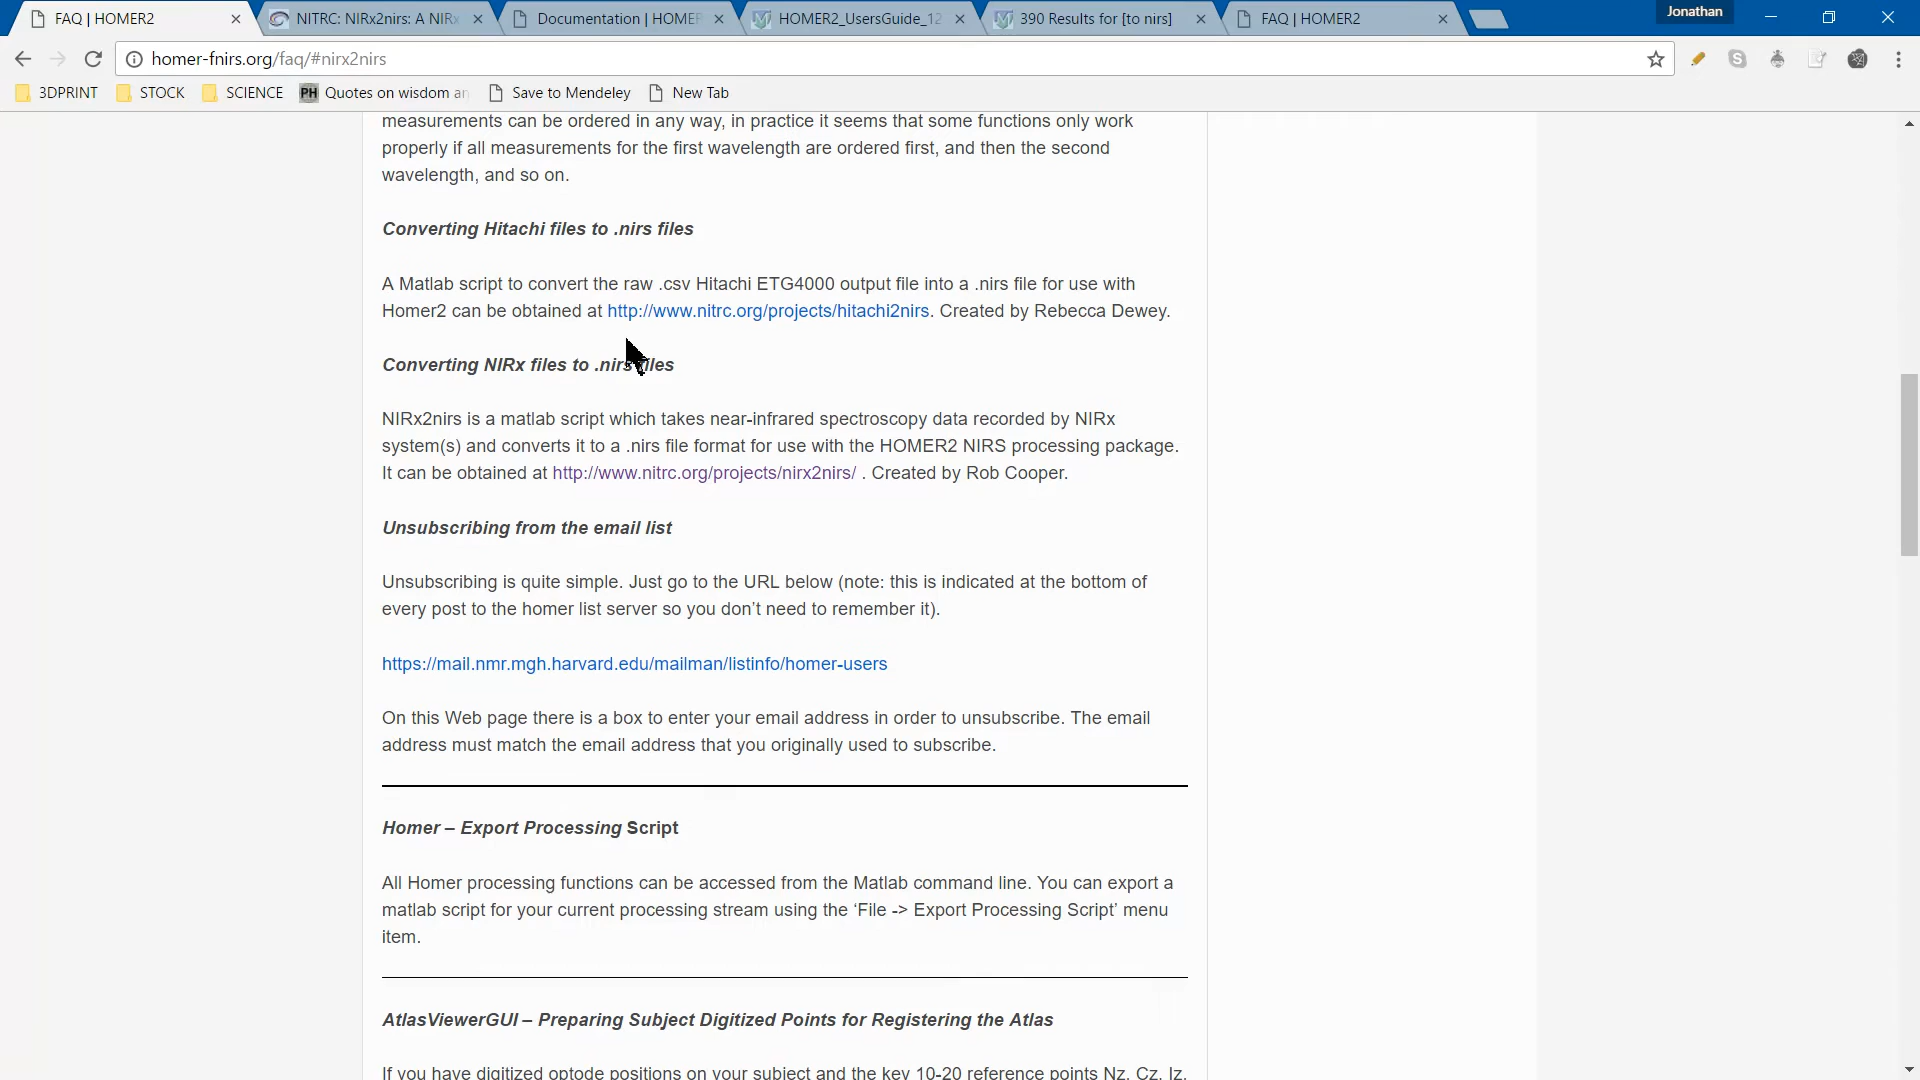 FAQ | HOMER2
NITRC: NIRx2nirs: A NIRx
Documentation | HOMER
HOMER2_UsersGuide_12
390 Results for [to nirs]
FAQ | HOMER2
Jonathan
homer-fnirs.org/faq/#nirx2nirs
3DPRINT
STOCK
SCIENCE
PH Quotes on wisdom an
Save to Mendeley
New Tab
measurements can be ordered in any way, in practice it seems that some functions only work
properly if all measurements for the first wavelength are ordered first, and then the second
wavelength, and so on.
Converting Hitachi files to .nirs files
A Matlab script to convert the raw .csv Hitachi ETG4000 output file into a .nirs file for use with
Homer2 can be obtained at http://www.nitrc.org/projects/hitachi2nirs. Created by Rebecca Dewey.
Converting NIRx files to .nirs files
NIRx2nirs is a matlab script which takes near-infrared spectroscopy data recorded by NIRx
system(s) and converts it to a .nirs file format for use with the HOMER2 NIRS processing package.
It can be obtained at http://www.nitrc.org/projects/nirx2nirs/ . Created by Rob Cooper.
Unsubscribing from the email list
Unsubscribing is quite simple. Just go to the URL below (note: this is indicated at the bottom of
every post to the homer list server so you don’t need to remember it).
https://mail.nmr.mgh.harvard.edu/mailman/listinfo/homer-users
On this Web page there is a box to enter your email address in order to unsubscribe. The email
address must match the email address that you originally used to subscribe.
Homer – Export Processing Script
All Homer processing functions can be accessed from the Matlab command line. You can export a
matlab script for your current processing stream using the ‘File -> Export Processing Script’ menu
item.
AtlasViewerGUI – Preparing Subject Digitized Points for Registering the Atlas
If you have digitized optode positions on your subject and the key 10-20 reference points Nz, Cz, Iz,